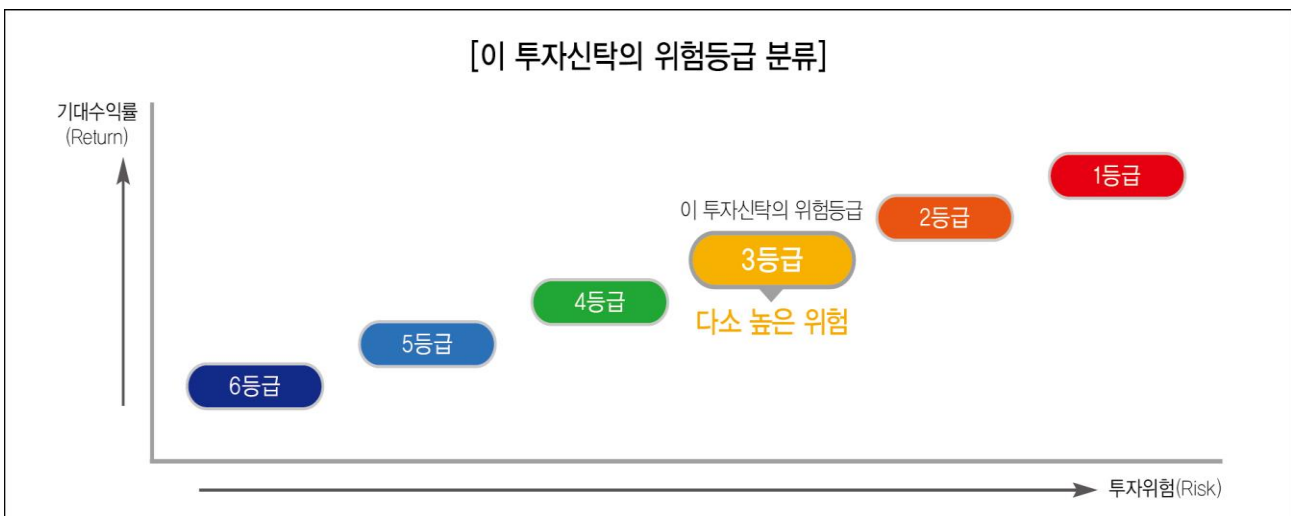 [이 투자신탁의 위험등급 분류]
기대수익률
(Return)
1등급
이 투자신탁의 위험등급
2등급
3등급
4등급
다소 높은 위험
5등급
6등급
투자위험(Risk)